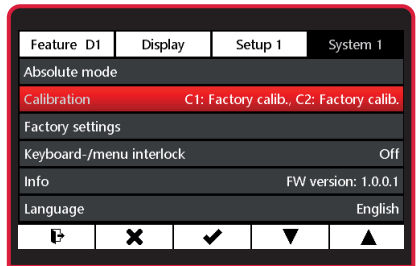 Feature D1 Display Setup 1 System 1
Absolute mode
Calibration C1: Factory calib., C2: Factory calib.
Factory settings
Keyboard-/menu interlock Off
Info FW version: 1.0.0.1
Language English